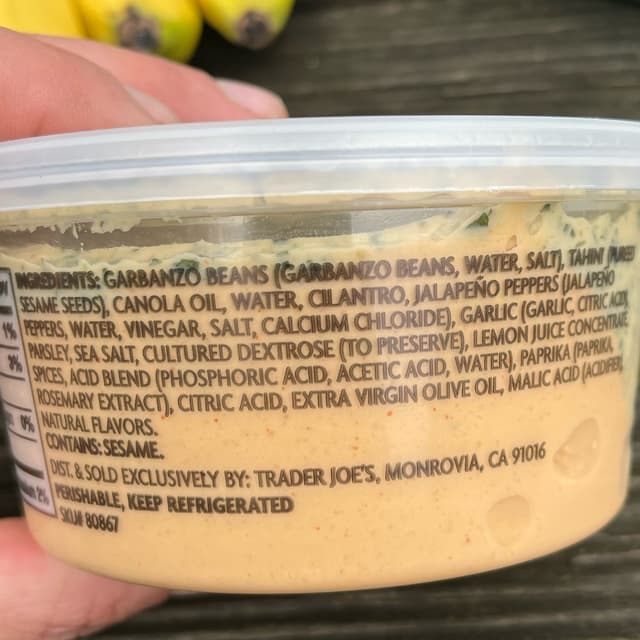 INGREDIENTS: GARBANZO BEANS (GARBANZO BEANS, WATER, SALT), TAHINI (PUREED
SESAME SEEDS), CANOLA OIL, WATER, CILANTRO, JALAPEÑO PEPPERS (JALAPEÑO
PEPPERS, WATER, VINEGAR, SALT, CALCIUM CHLORIDE), GARLIC (GARLIC, CITRIC ACID),
PARSLEY, SEA SALT, CULTURED DEXTROSE (TO PRESERVE), LEMON JUICE CONCENTRATE,
SPICES, ACID BLEND (PHOSPHORIC ACID, ACETIC ACID, WATER), PAPRIKA (PAPRIKA,
ROSEMARY EXTRACT), CITRIC ACID, EXTRA VIRGIN OLIVE OIL, MALIC ACID (ACIDIFIER),
NATURAL FLAVORS.
CONTAINS: SESAME.
DIST. & SOLD EXCLUSIVELY BY: TRADER JOE'S, MONROVIA, CA 91016
PERISHABLE, KEEP REFRIGERATED
SKU# 80867
1%
3%
0%
2%